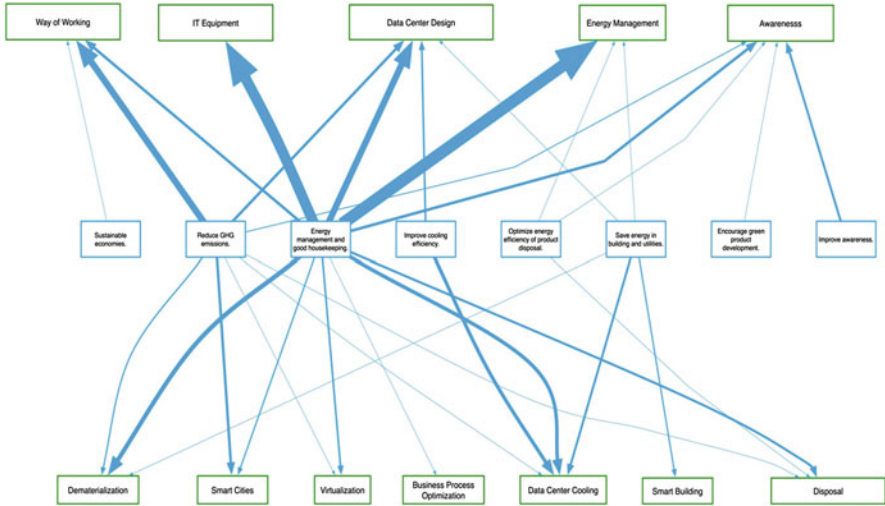 Way of Working
IT Equipment
Data Center Design
Energy Management
Awarenesss
Sustainable
economies.
Reduce GHG
emissions.
Energy
management and
good housekeeping.
Improve cooling
efficiency.
Optimize energy
efficiency of product
disposal.
Save energy in
building and utilities.
Encourage green
product
development.
Improve awareness.
Dematerialization
Smart Cities
Virtualization
Business Process
Optimization
Data Center Cooling
Smart Building
Disposal